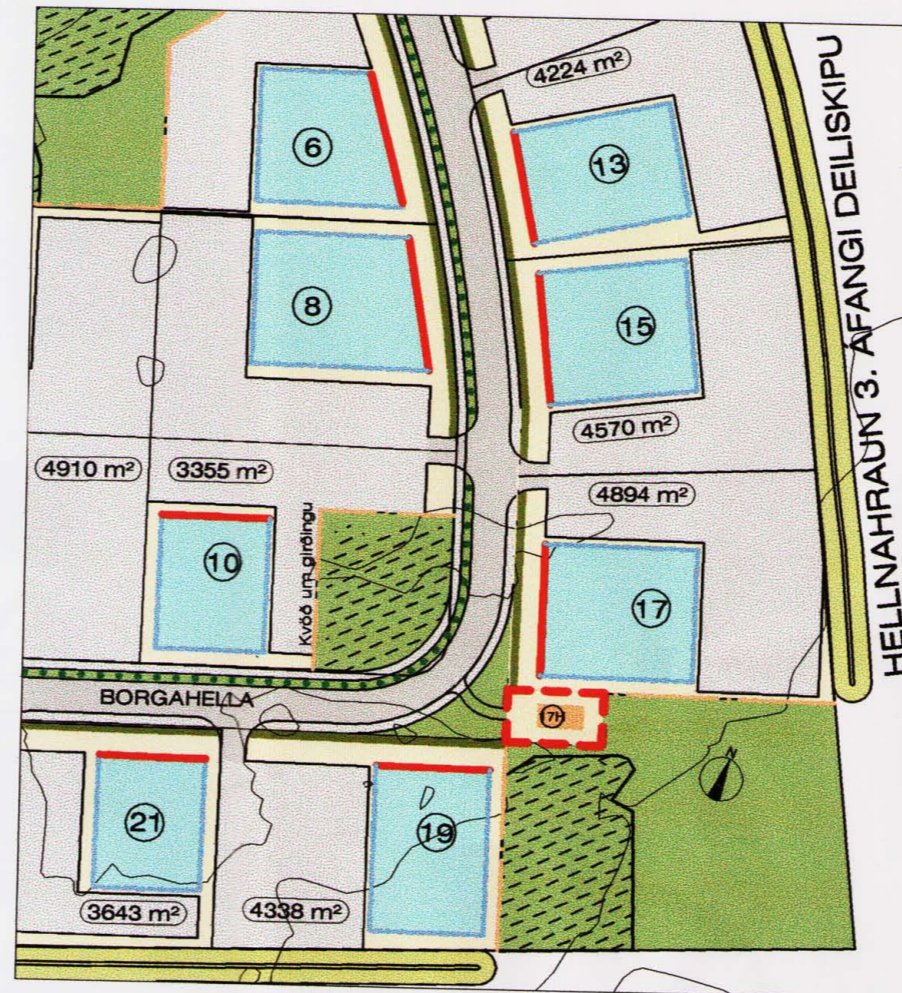 4224 m²
6
13
8
15
4570 m²
4910 m²
3355 m²
4894 m²
10
Kvöð um girðingu
17
BORGAHELLA
17H
N
21
19
3643 m²
4338 m²
HELLNAHRAUN 3. ÁFANGI DEILISKIPU